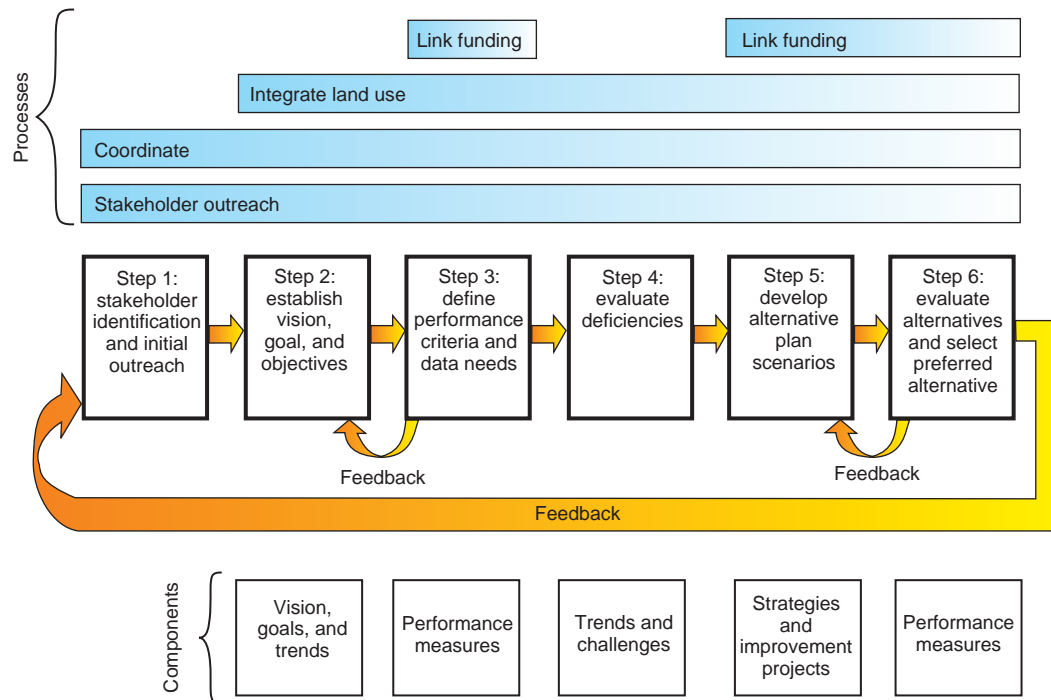 Processes
Link funding
Link funding
Integrate land use
Coordinate
Stakeholder outreach
Step 1:
stakeholder
identification
and initial
outreach
Step 2:
establish
vision,
goal, and
objectives
Step 3:
define
performance
criteria and
data needs
Step 4:
evaluate
deficiencies
Step 5:
develop
alternative
plan
scenarios
Step 6:
evaluate
alternatives
and select
preferred
alternative
Feedback
Feedback
Feedback
Components
Vision,
goals, and
trends
Performance
measures
Trends and
challenges
Strategies
and
improvement
projects
Performance
measures